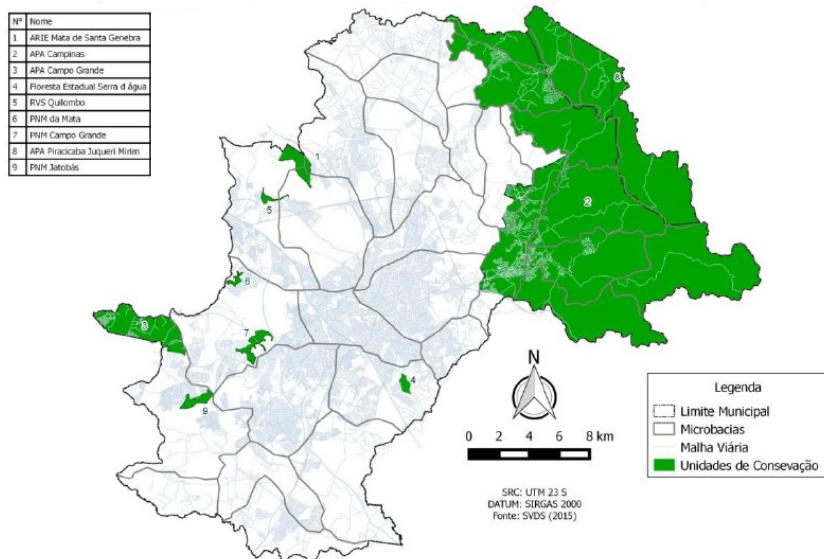 Nº Nome
1 ARIE Mata de Santa Genebra
2 APA Campinas
3 APA Campo Grande
4 Floresta Estadual Serra d água
5 RVS Quilombo
6 PNM da Mata
7 PNM Campo Grande
8 APA Piracicaba Juqueri Mirim
9 PNM Jatobás
8
1
2
5
6
3
7
4
9
N
0 2 4 6 8 km
SRC: UTM 23 S
DATUM: SIRGAS 2000
Fonte: SVDS (2015)
Legenda
Limite Municipal
Microbacias
Malha Viária
Unidades de Consevação